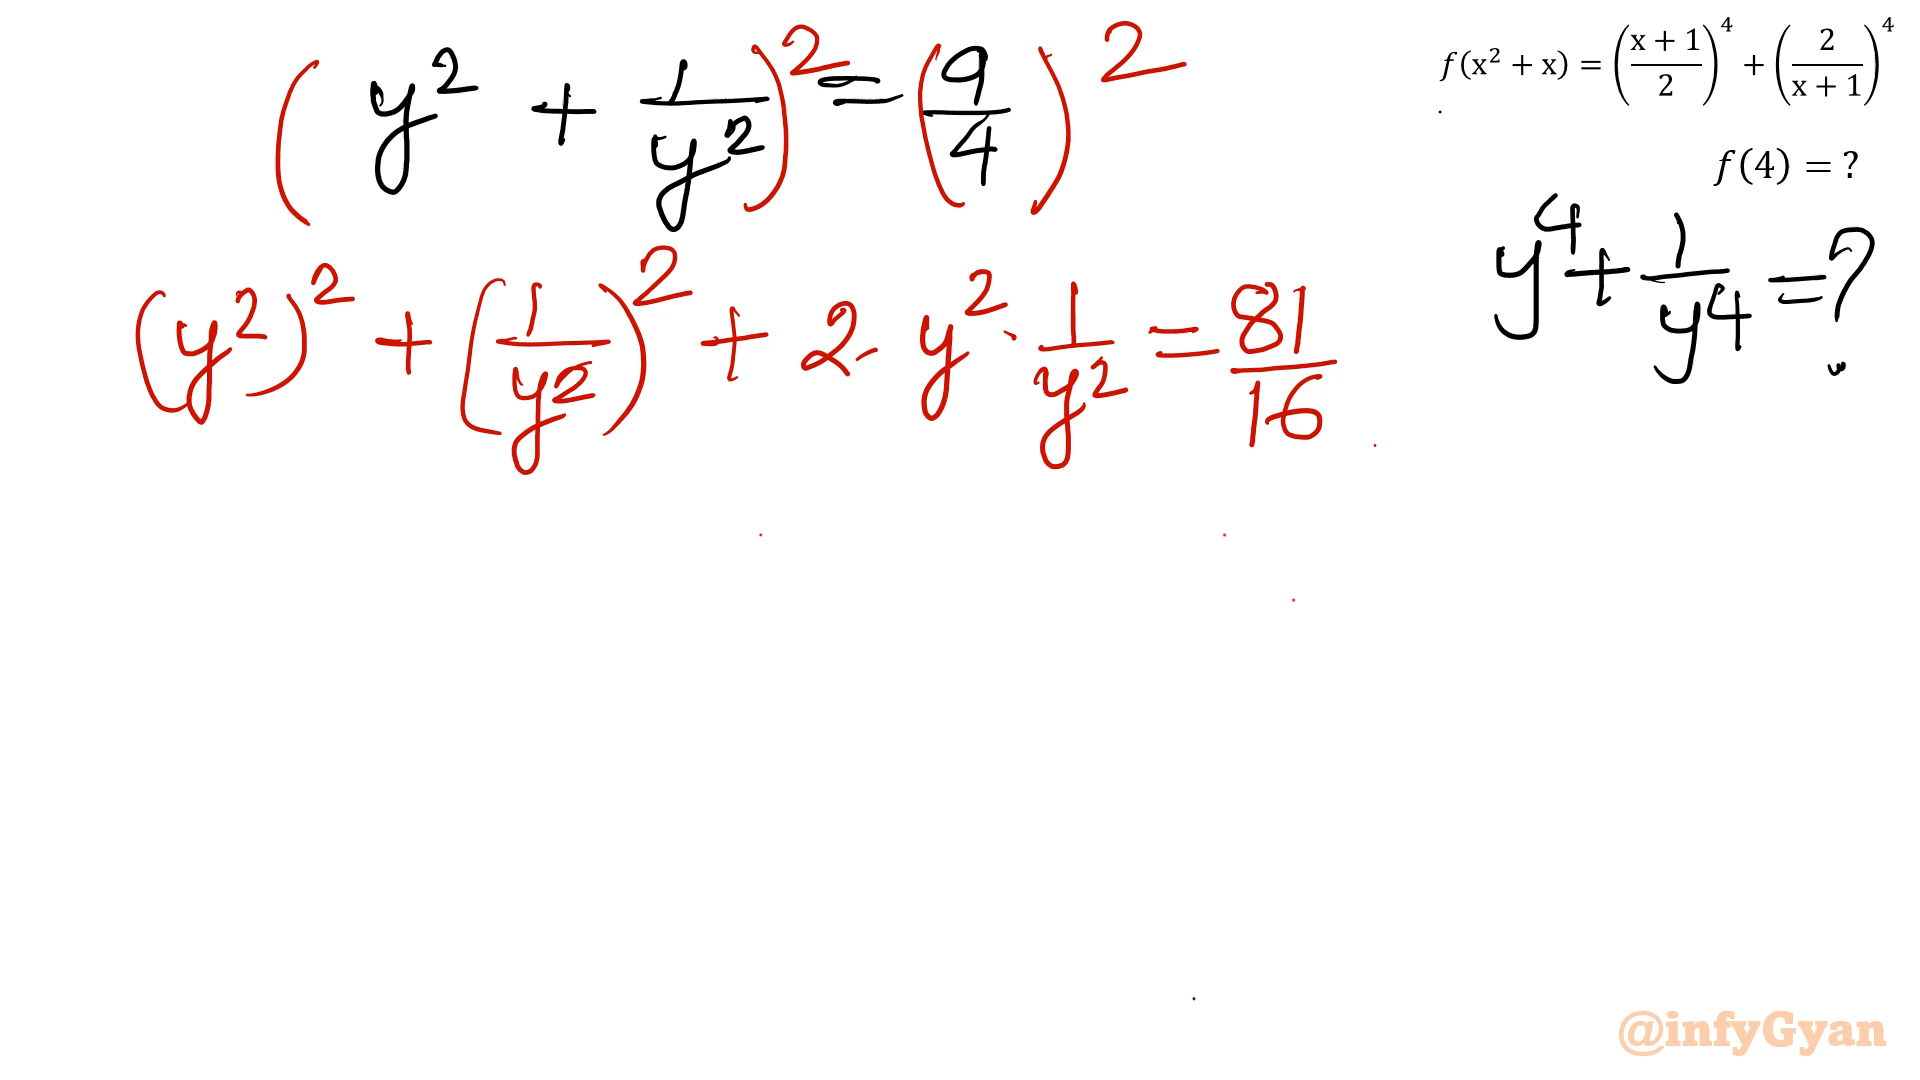 (y² + 1/y²)² = (9/4)²
(y²)² + (1/y²)² + 2 · y² · 1/y² = 81/16
f(x² + x) = ((x + 1)/2)⁴ + (2/(x + 1))⁴
f(4) = ?
y⁴ + 1/y⁴ = ?
@infyGyan